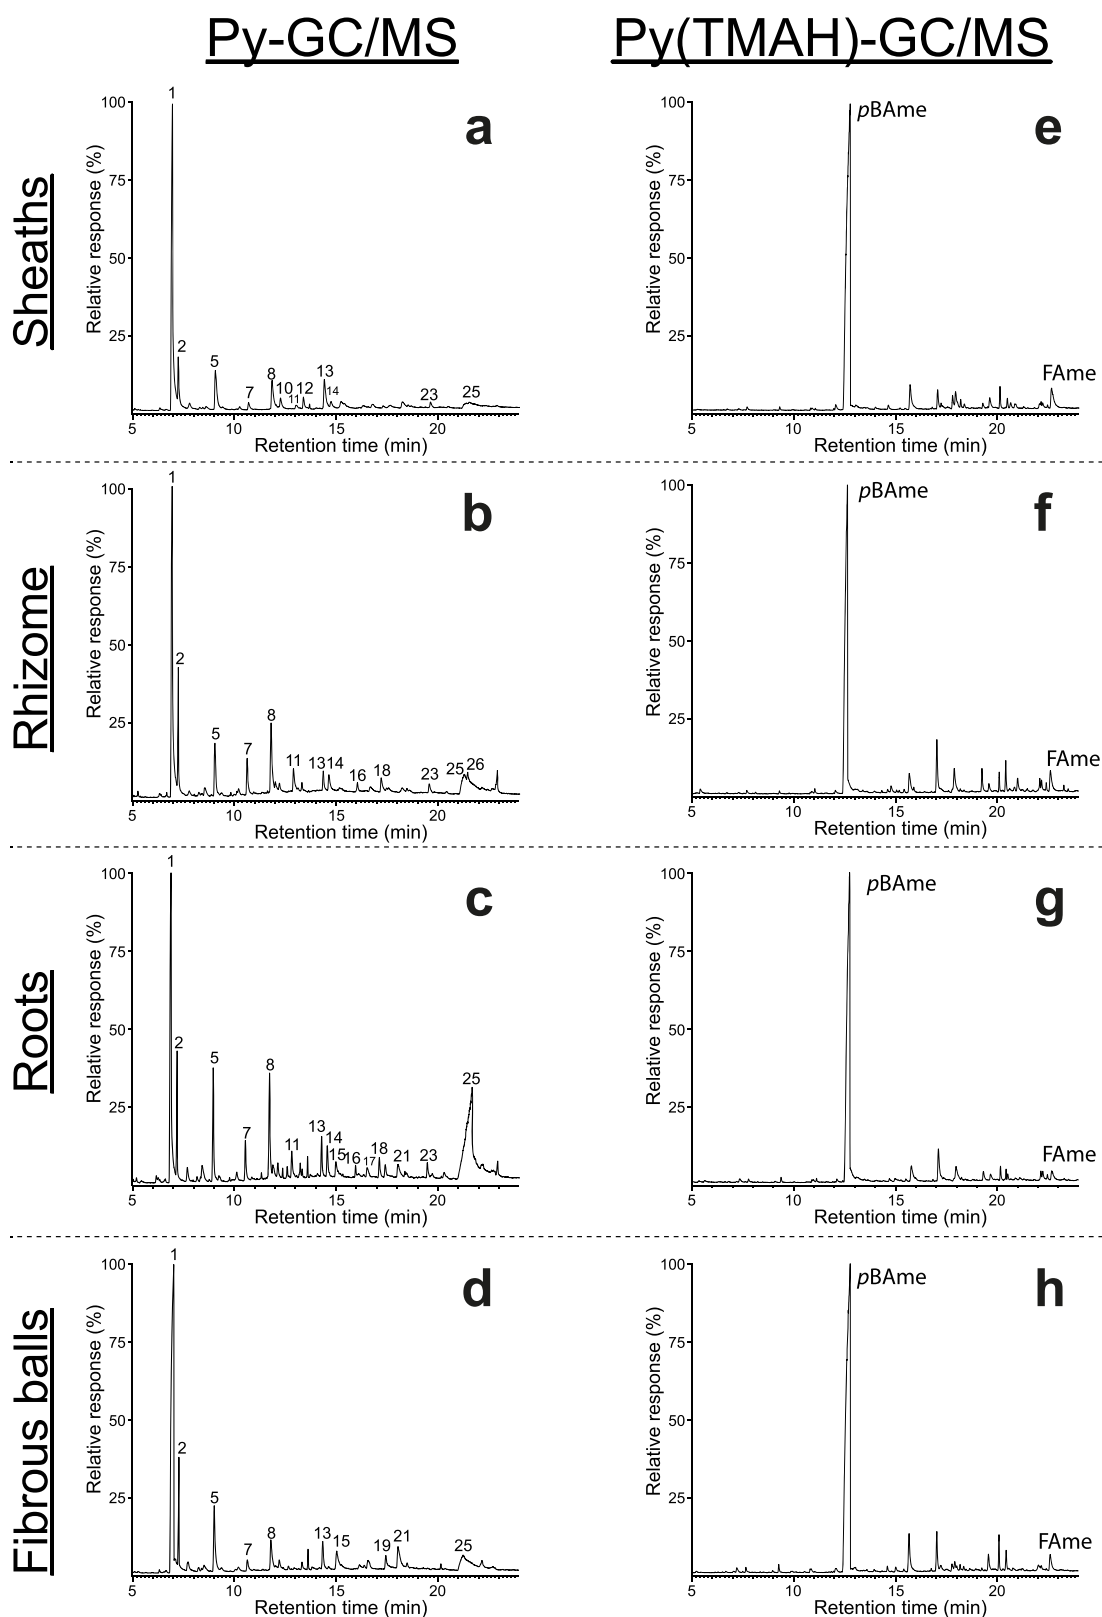 Py-GC/MS
Py(TMAH)-GC/MS
Sheaths
a
Relative response (%)
100
75
50
25
1
2
5
7
8
10
11
12
13
14
23
25
5 10 15 20
Retention time (min)
e
Relative response (%)
100
75
50
25
pBAme
FAme
5 10 15 20
Retention time (min)
Rhizome
b
Relative response (%)
100
75
50
25
1
2
5
7
8
11
13
14
16
18
23
25
26
5 10 15 20
Retention time (min)
f
Relative response (%)
100
75
50
25
pBAme
FAme
5 10 15 20
Retention time (min)
Roots
c
Relative response (%)
100
75
50
25
1
2
5
7
8
11
13
14
15
16
17
18
21
23
25
5 10 15 20
Retention time (min)
g
Relative response (%)
100
75
50
25
pBAme
FAme
5 10 15 20
Retention time (min)
Fibrous balls
d
Relative response (%)
100
75
50
25
1
2
5
7
8
13
15
19
21
25
5 10 15 20
Retention time (min)
h
Relative response (%)
100
75
50
25
pBAme
FAme
5 10 15 20
Retention time (min)